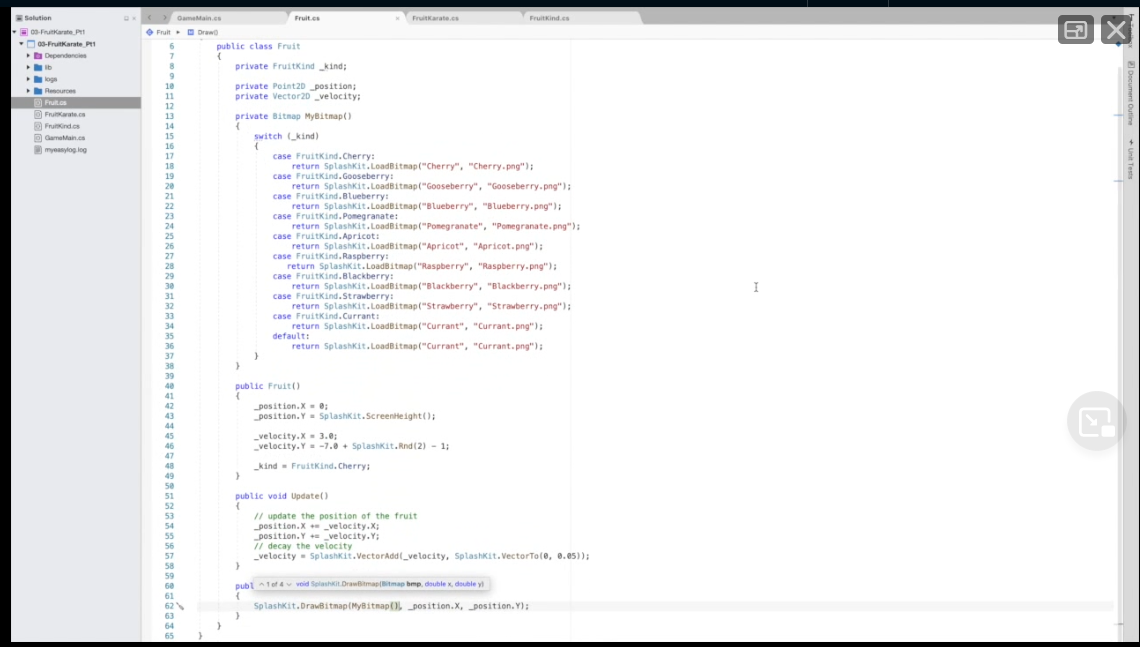 Solution
03-FruitKarate_Pt1
03-FruitKarate_Pt1
Dependencies
lib
logs
Resources
Fruit.cs
FruitKarate.cs
FruitKind.cs
GameMain.cs
myeasylog.log
GameMain.cs
Fruit.cs
FruitKarate.cs
FruitKind.cs
Fruit
Draw()
6 public class Fruit
7 {
8 private FruitKind _kind;
9
10 private Point2D _position;
11 private Vector2D _velocity;
12
13 private Bitmap MyBitmap()
14 {
15 switch (_kind)
16 {
17 case FruitKind.Cherry:
18 return SplashKit.LoadBitmap("Cherry", "Cherry.png");
19 case FruitKind.Gooseberry:
20 return SplashKit.LoadBitmap("Gooseberry", "Gooseberry.png");
21 case FruitKind.Blueberry:
22 return SplashKit.LoadBitmap("Blueberry", "Blueberry.png");
23 case FruitKind.Pomegranate:
24 return SplashKit.LoadBitmap("Pomegranate", "Pomegranate.png");
25 case FruitKind.Apricot:
26 return SplashKit.LoadBitmap("Apricot", "Apricot.png");
27 case FruitKind.Raspberry:
28 return SplashKit.LoadBitmap("Raspberry", "Raspberry.png");
29 case FruitKind.Blackberry:
30 return SplashKit.LoadBitmap("Blackberry", "Blackberry.png");
31 case FruitKind.Strawberry:
32 return SplashKit.LoadBitmap("Strawberry", "Strawberry.png");
33 case FruitKind.Currant:
34 return SplashKit.LoadBitmap("Currant", "Currant.png");
35 default:
36 return SplashKit.LoadBitmap("Currant", "Currant.png");
37 }
38 }
39
40 public Fruit()
41 {
42 _position.X = 0;
43 _position.Y = SplashKit.ScreenHeight();
44
45 _velocity.X = 3.0;
46 _velocity.Y = -7.0 + SplashKit.Rnd(2) - 1;
47
48 _kind = FruitKind.Cherry;
49 }
50
51 public void Update()
52 {
53 // update the position of the fruit
54 _position.X += _velocity.X;
55 _position.Y += _velocity.Y;
56 // decay the velocity
57 _velocity = SplashKit.VectorAdd(_velocity, SplashKit.VectorTo(0, 0.05));
58 }
59
60 publ
1 of 4 void SplashKit.DrawBitmap(Bitmap bmp, double x, double y)
61 {
62 SplashKit.DrawBitmap(MyBitmap(), _position.X, _position.Y);
63 }
64 }
65 }
Document Outline
Unit Tests